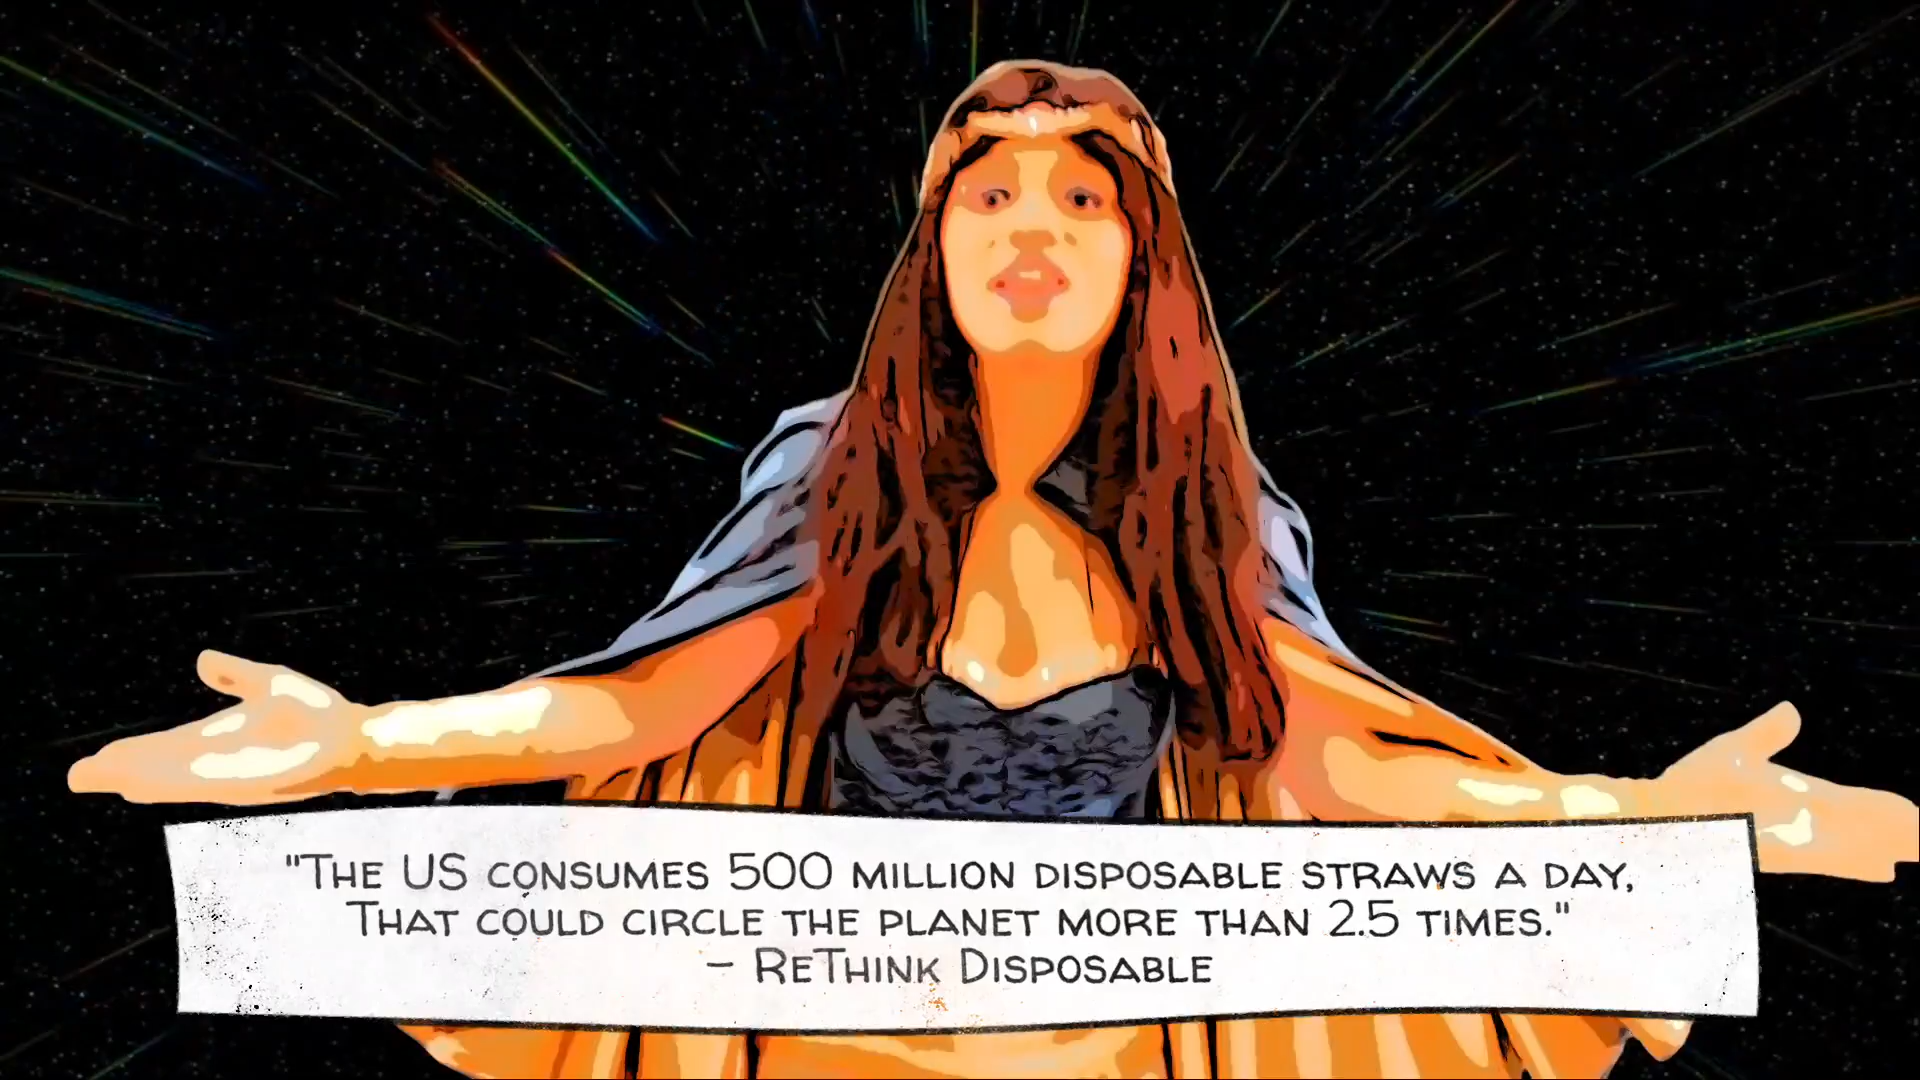 "The US consumes 500 million disposable straws a day,
That could circle the planet more than 2.5 times."
– ReThink Disposable